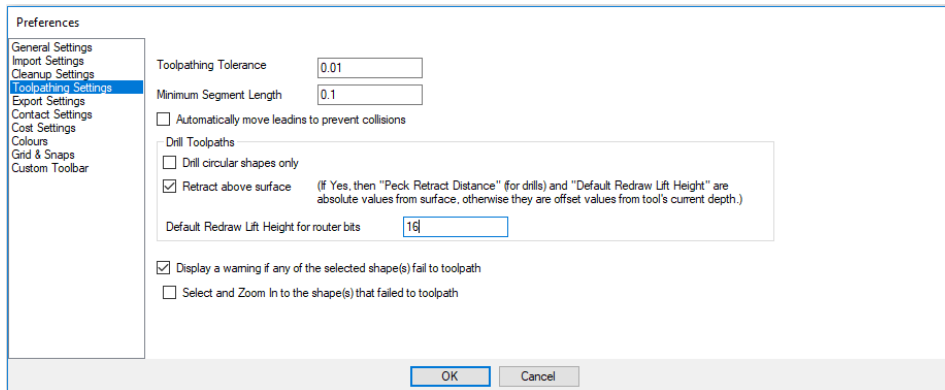 Preferences
General Settings
Import Settings
Cleanup Settings
Toolpathing Settings
Export Settings
Contact Settings
Cost Settings
Colours
Grid & Snaps
Custom Toolbar
Toolpathing Tolerance 0.01
Minimum Segment Length 0.1
Automatically move leadins to prevent collisions
Drill Toolpaths
Drill circular shapes only
Retract above surface (If Yes, then "Peck Retract Distance" (for drills) and "Default Redraw Lift Height" are
absolute values from surface, otherwise they are offset values from tool's current depth.)
Default Redraw Lift Height for router bits 16
Display a warning if any of the selected shape(s) fail to toolpath
Select and Zoom In to the shape(s) that failed to toolpath
OK Cancel